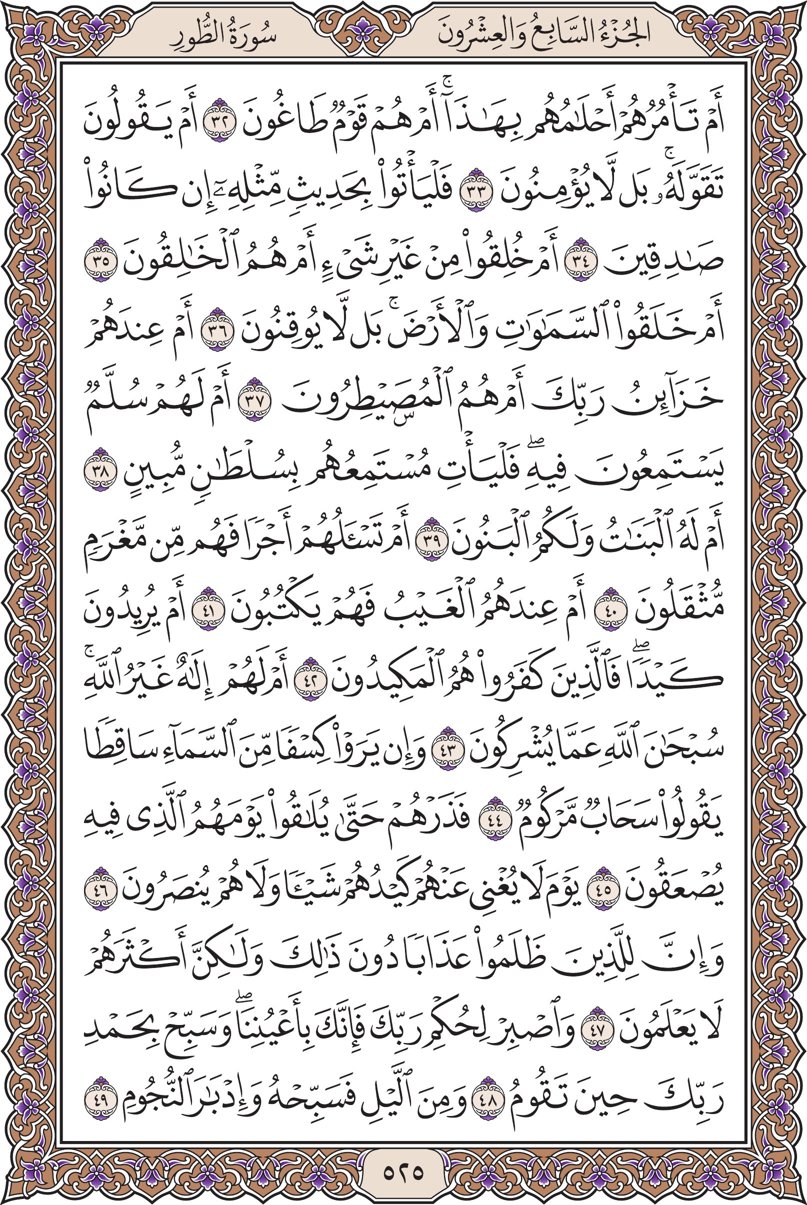 سُورَةُ الطُّورِ
الجُزْءُ السَّابِعُ وَالعِشْرُونَ
أَمْ تَأْمُرُهُمْ أَحْلَٰمُهُم بِهَٰذَآۚ أَمْ هُمْ قَوْمٌ طَاغُونَ ٣٢ أَمْ يَقُولُونَ
تَقَوَّلَهُۥۚ بَل لَّا يُؤْمِنُونَ ٣٣ فَلْيَأْتُوا۟ بِحَدِيثٍ مِّثْلِهِۦٓ إِن كَانُوا۟
صَٰدِقِينَ ٣٤ أَمْ خُلِقُوا۟ مِنْ غَيْرِ شَىْءٍ أَمْ هُمُ ٱلْخَٰلِقُونَ ٣٥
أَمْ خَلَقُوا۟ ٱلسَّمَٰوَٰتِ وَٱلْأَرْضَۚ بَل لَّا يُوقِنُونَ ٣٦ أَمْ عِندَهُمْ
خَزَآئِنُ رَبِّكَ أَمْ هُمُ ٱلْمُصَۣيْطِرُونَ ٣٧ أَمْ لَهُمْ سُلَّمٌ
يَسْتَمِعُونَ فِيهِۖ فَلْيَأْتِ مُسْتَمِعُهُم بِسُلْطَٰنٍ مُّبِينٍ ٣٨
أَمْ لَهُ ٱلْبَنَٰتُ وَلَكُمُ ٱلْبَنُونَ ٣٩ أَمْ تَسْـَٔلُهُمْ أَجْرًا فَهُم مِّن مَّغْرَمٍ
مُّثْقَلُونَ ٤٠ أَمْ عِندَهُمُ ٱلْغَيْبُ فَهُمْ يَكْتُبُونَ ٤١ أَمْ يُرِيدُونَ
كَيْدًاۖ فَٱلَّذِينَ كَفَرُوا۟ هُمُ ٱلْمَكِيدُونَ ٤٢ أَمْ لَهُمْ إِلَٰهٌ غَيْرُ ٱللَّهِۚ
سُبْحَٰنَ ٱللَّهِ عَمَّا يُشْرِكُونَ ٤٣ وَإِن يَرَوْا۟ كِسْفًا مِّنَ ٱلسَّمَآءِ سَاقِطًا
يَقُولُوا۟ سَحَابٌ مَّرْكُومٌ ٤٤ فَذَرْهُمْ حَتَّىٰ يُلَٰقُوا۟ يَوْمَهُمُ ٱلَّذِى فِيهِ
يُصْعَقُونَ ٤٥ يَوْمَ لَا يُغْنِى عَنْهُمْ كَيْدُهُمْ شَيْـًٔا وَلَا هُمْ يُنصَرُونَ ٤٦
وَإِنَّ لِلَّذِينَ ظَلَمُوا۟ عَذَابًا دُونَ ذَٰلِكَ وَلَٰكِنَّ أَكْثَرَهُمْ
لَا يَعْلَمُونَ ٤٧ وَٱصْبِرْ لِحُكْمِ رَبِّكَ فَإِنَّكَ بِأَعْيُنِنَاۖ وَسَبِّحْ بِحَمْدِ
رَبِّكَ حِينَ تَقُومُ ٤٨ وَمِنَ ٱلَّيْلِ فَسَبِّحْهُ وَإِدْبَٰرَ ٱلنُّجُومِ ٤٩
٥٢٥